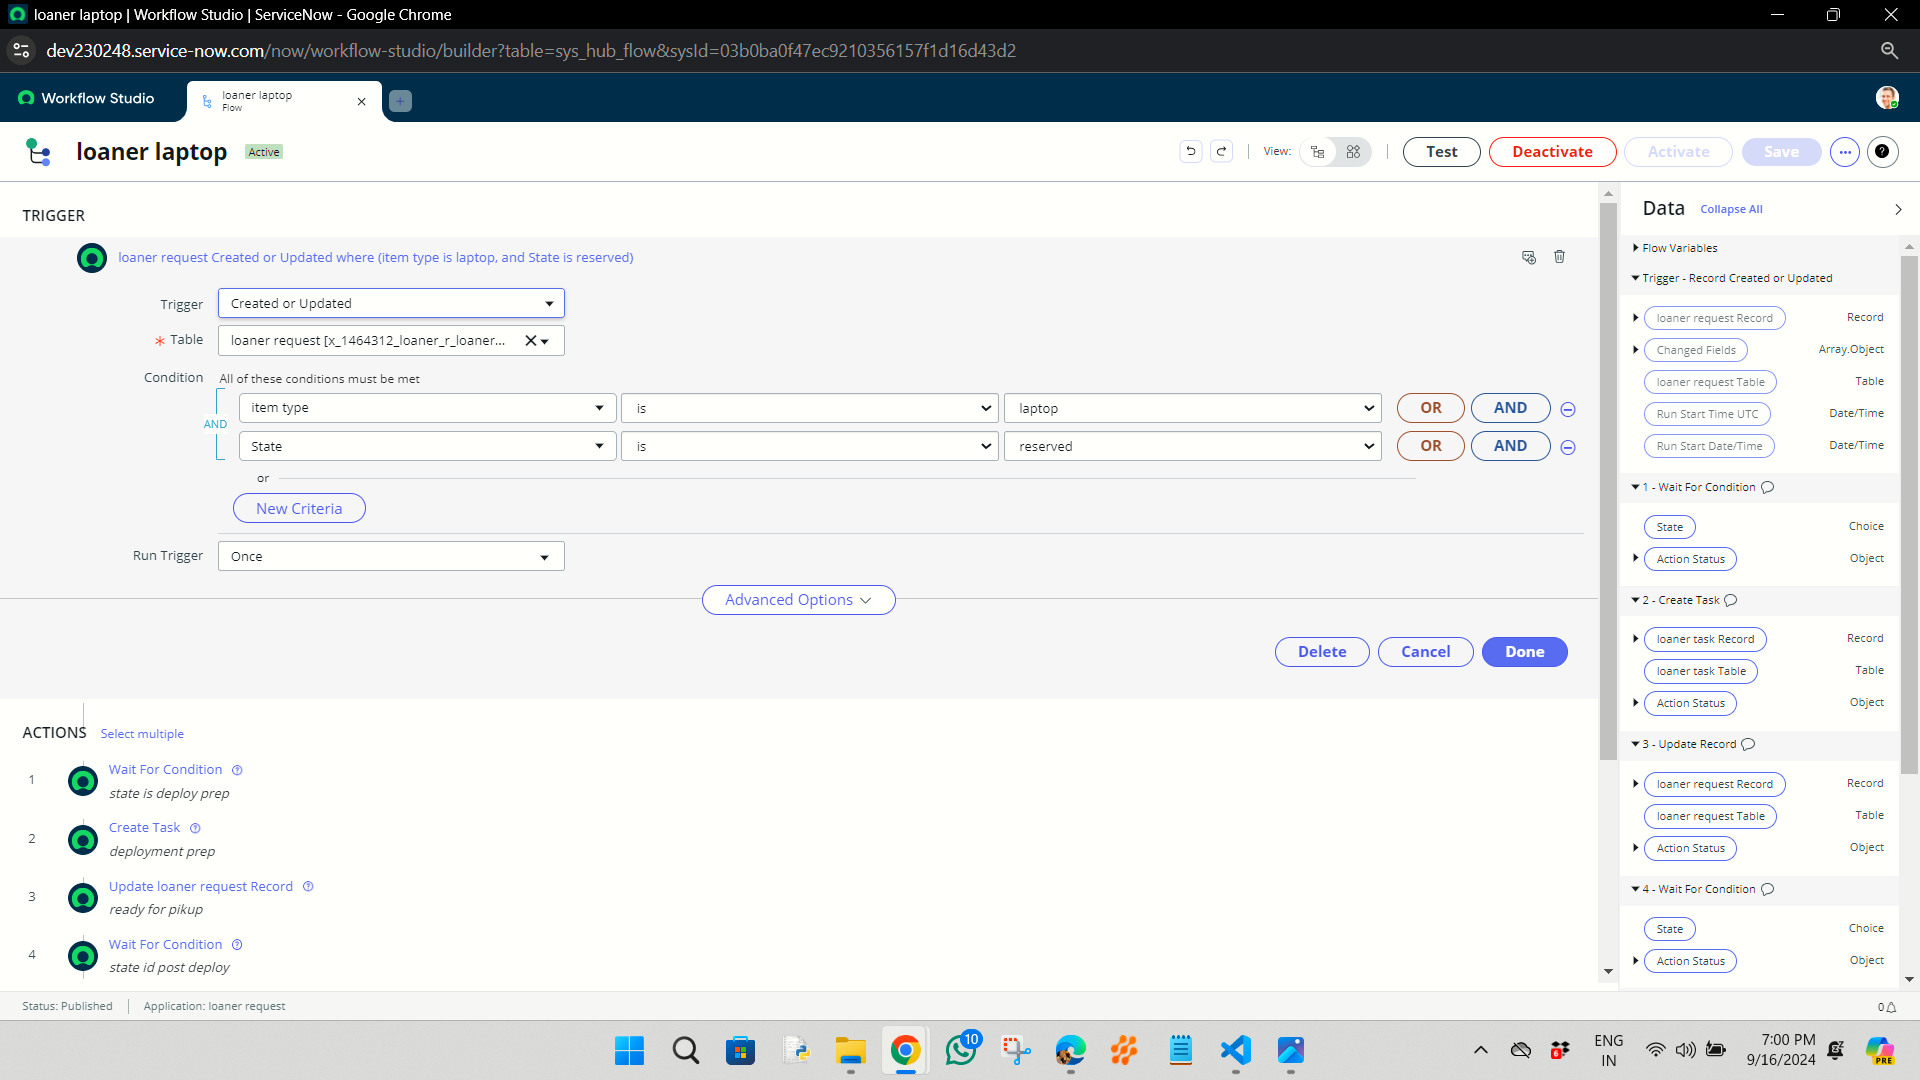 loaner laptop | Workflow Studio | ServiceNow - Google Chrome
dev230248.service-now.com/now/workflow-studio/builder?table=sys_hub_flow&sysId=03b0ba0f47ec9210356157f1d16d43d2
Workflow Studio
loaner laptop
Flow
loaner laptop
Active
View:
Test
Deactivate
Activate
Save
TRIGGER
loaner request Created or Updated where (item type is laptop, and State is reserved)
Trigger
Created or Updated
* Table
loaner request [x_1464312_loaner_r_loaner...
Condition
All of these conditions must be met
AND
item type
is
laptop
OR
AND
State
is
reserved
OR
AND
or
New Criteria
Run Trigger
Once
Advanced Options
Delete
Cancel
Done
ACTIONS
Select multiple
1
Wait For Condition
state is deploy prep
2
Create Task
deployment prep
3
Update loaner request Record
ready for pikup
4
Wait For Condition
state id post deploy
Data
Collapse All
Flow Variables
Trigger - Record Created or Updated
loaner request Record
Record
Changed Fields
Array.Object
loaner request Table
Table
Run Start Time UTC
Date/Time
Run Start Date/Time
Date/Time
1 - Wait For Condition
State
Choice
Action Status
Object
2 - Create Task
loaner task Record
Record
loaner task Table
Table
Action Status
Object
3 - Update Record
loaner request Record
Record
loaner request Table
Table
Action Status
Object
4 - Wait For Condition
State
Choice
Action Status
Object
Status: Published
Application: loaner request
0
10
6
ENG
IN
7:00 PM
9/16/2024
PRE